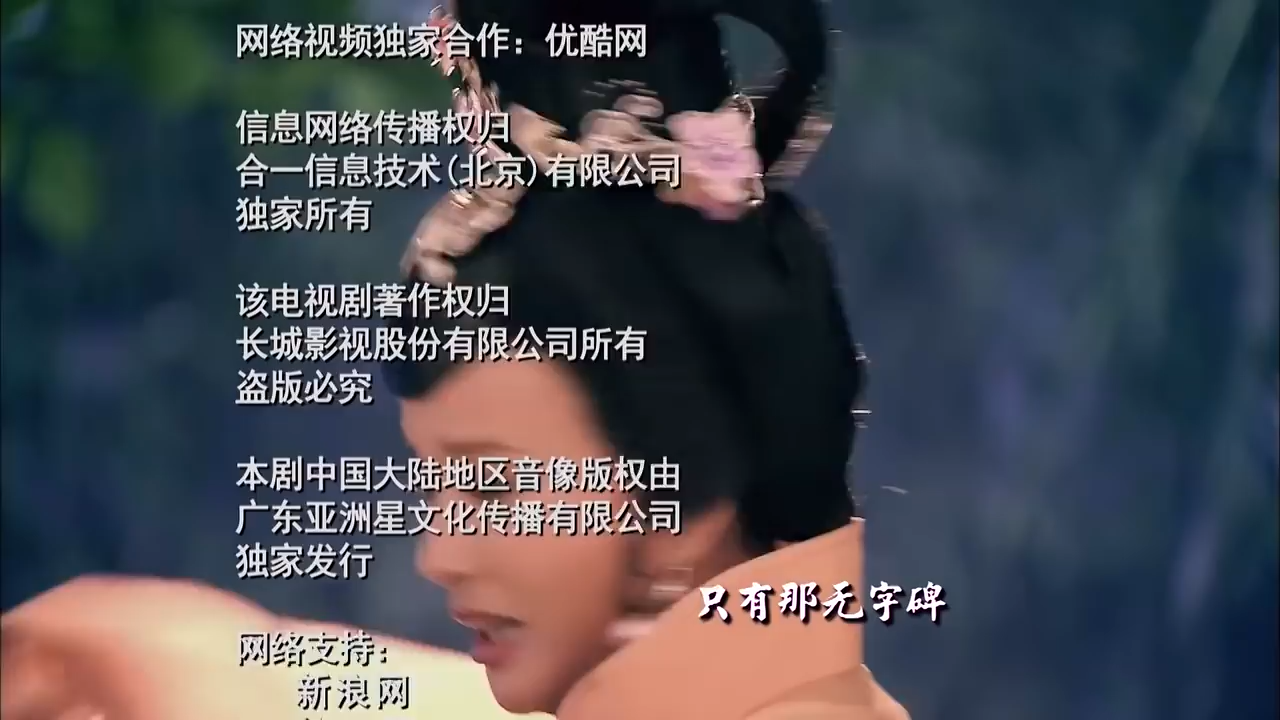 网络视频独家合作：优酷网
信息网络传播权归
合一信息技术(北京)有限公司
独家所有
该电视剧著作权归
长城影视股份有限公司所有
盗版必究
本剧中国大陆地区音像版权由
广东亚洲星文化传播有限公司
独家发行
只有那无字碑
网络支持：
新浪网